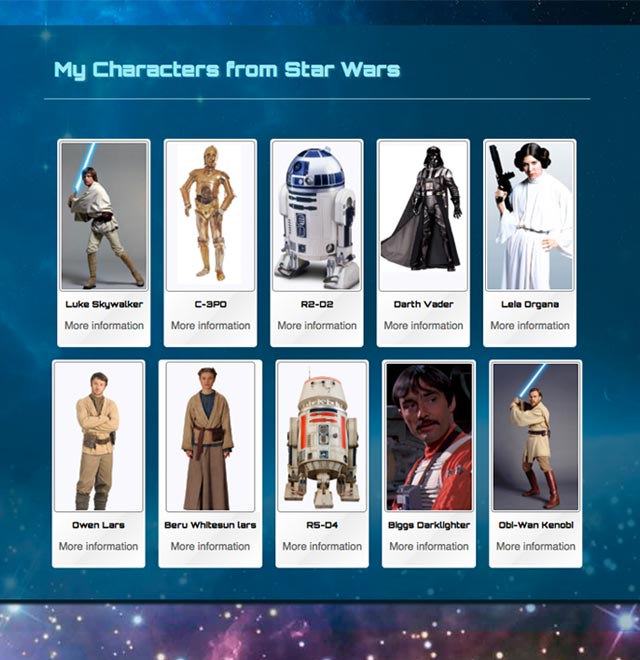 My Characters from Star Wars
Luke Skywalker C-3PO R2-D2 Darth Vader Leia Organa
More information More information More information More information More information
Owen Lars Beru Whitesun lars R5-D4 Biggs Darklighter Obi-Wan Kenobi
More information More information More information More information More information